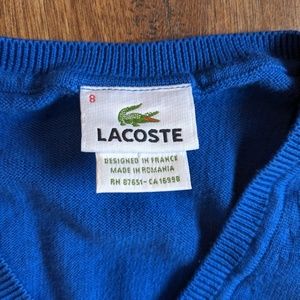 8
LACOSTE
DESIGNED IN FRANCE
MADE IN ROMANIA
RN 87651 - CA 16998